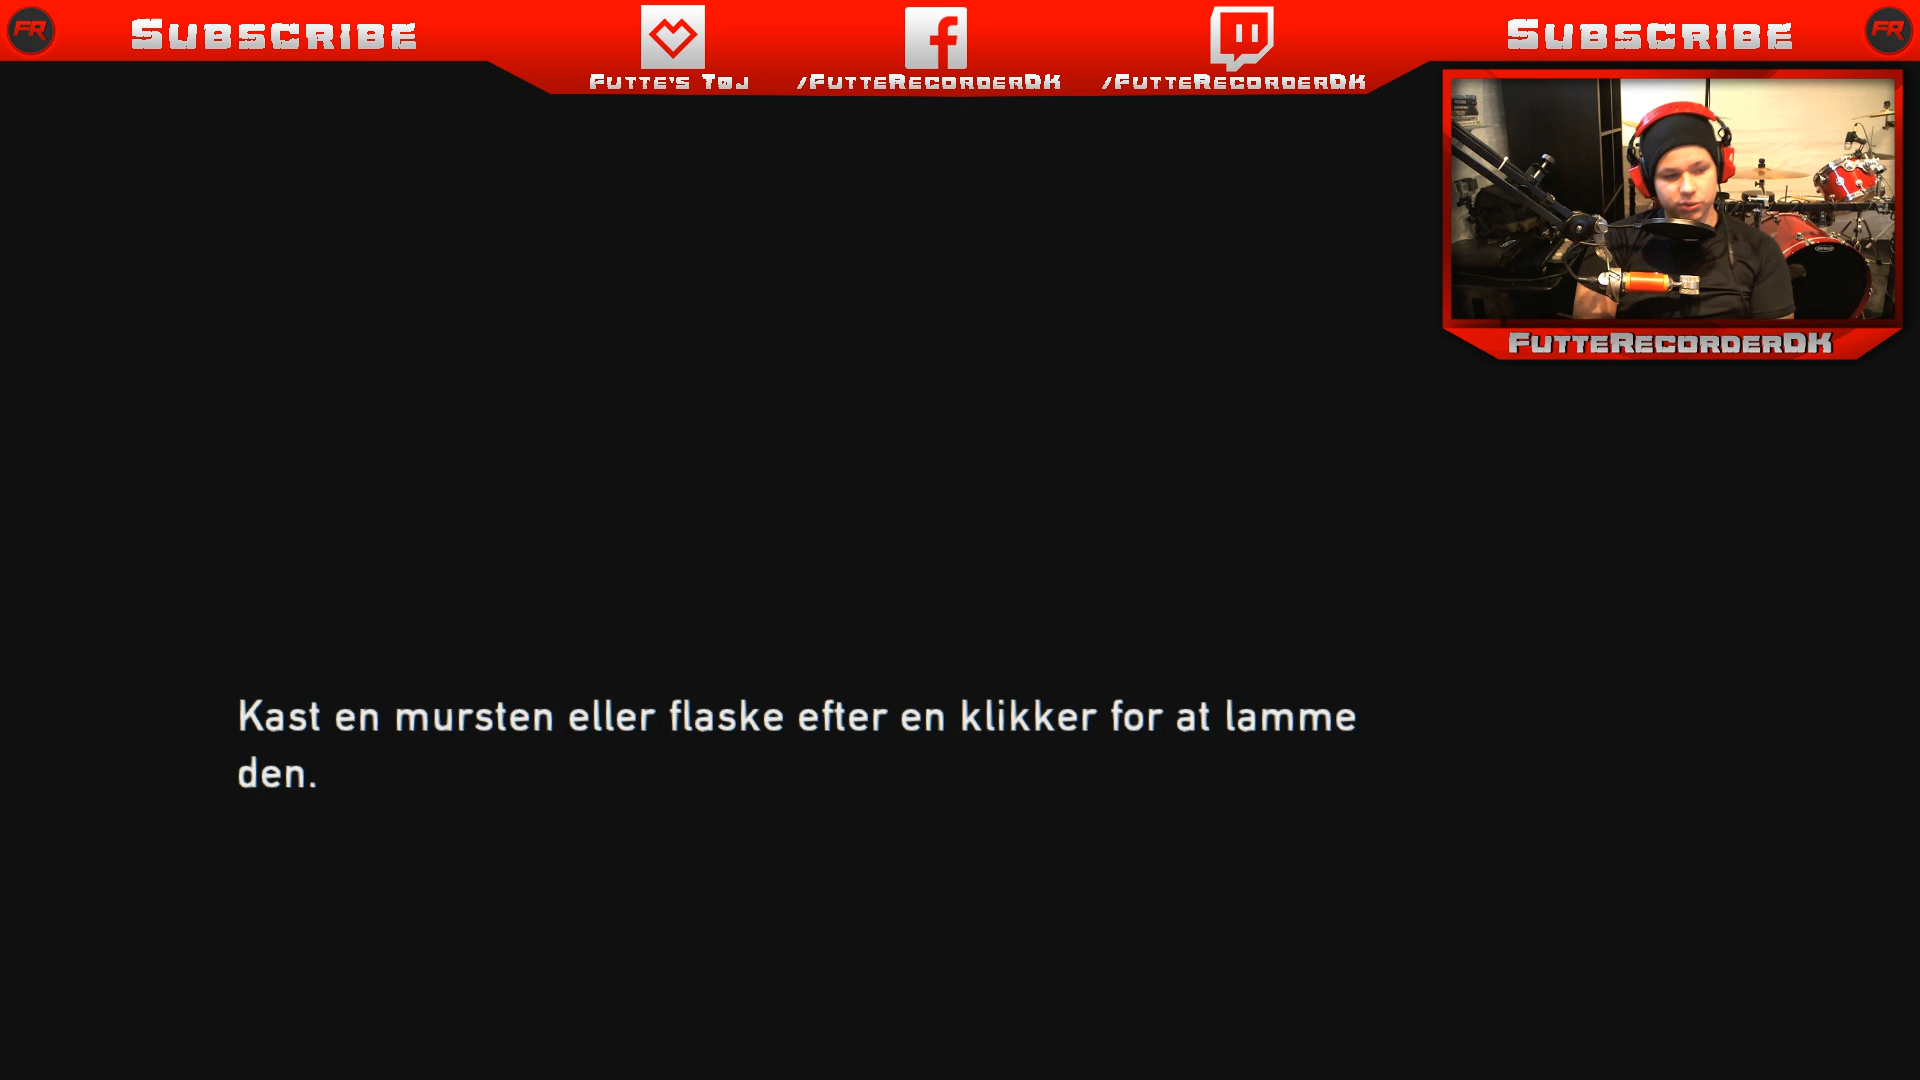 FR
Subscribe
Futte's Tøj
/FutteRecorderDK
/FutteRecorderDK
Subscribe
FR
FutteRecorderDK
Kast en mursten eller flaske efter en klikker for at lamme
den.